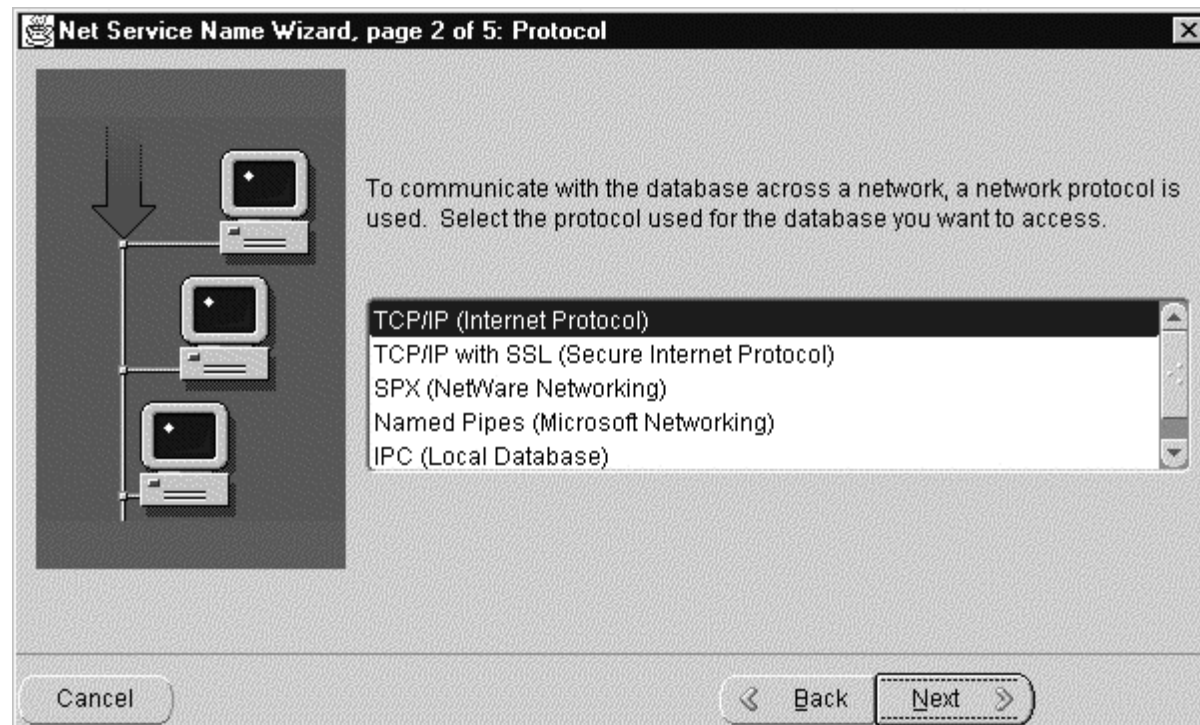 Net Service Name Wizard, page 2 of 5: Protocol
To communicate with the database across a network, a network protocol is
used. Select the protocol used for the database you want to access.
TCP/IP (Internet Protocol)
TCP/IP with SSL (Secure Internet Protocol)
SPX (NetWare Networking)
Named Pipes (Microsoft Networking)
IPC (Local Database)
Cancel
Back
Next